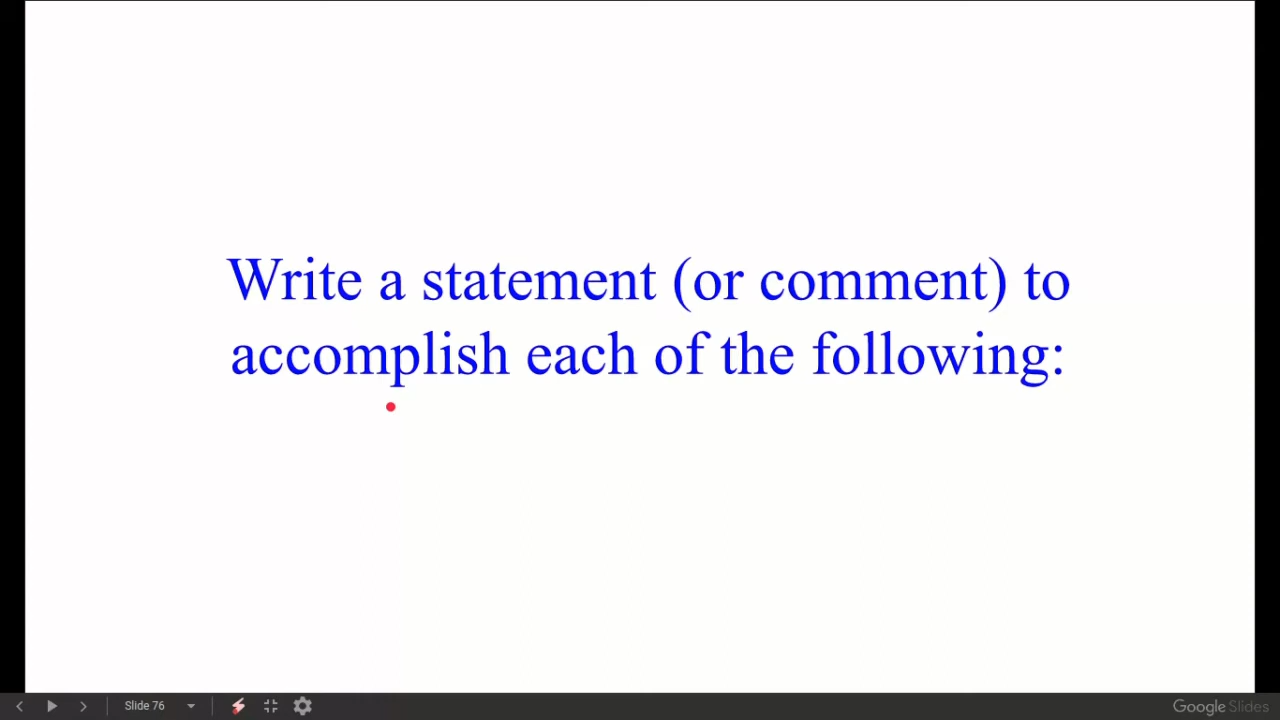 Write a statement (or comment) to
accomplish each of the following:
Slide 76
Google Slides